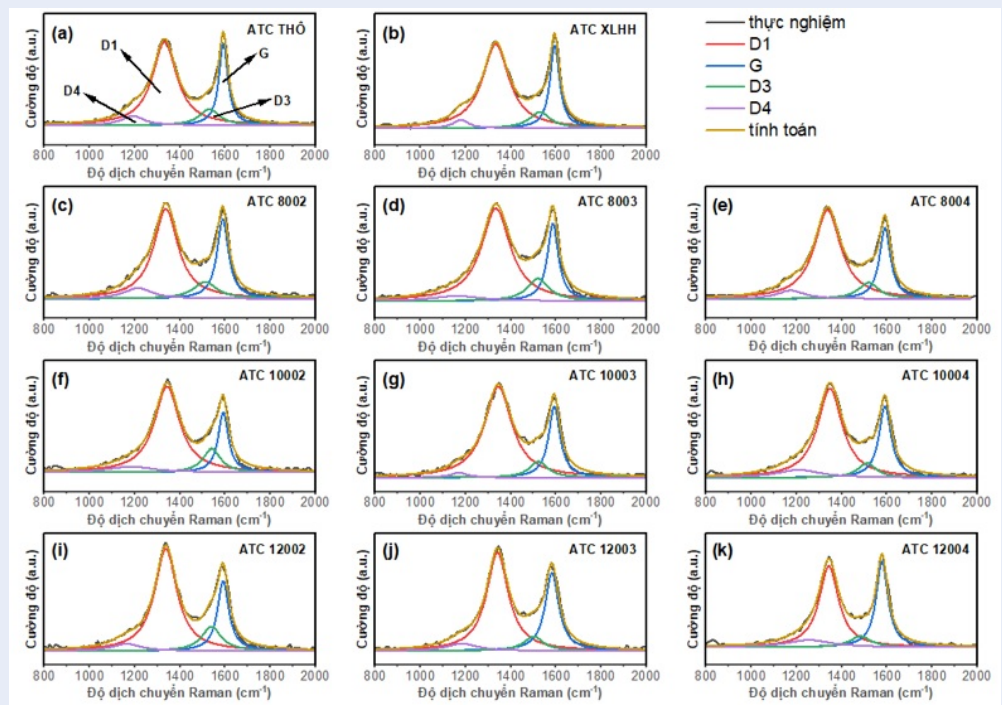 (a) ATC THÔ
D1
G
D4
D3
Cường độ (a.u.)
800 1000 1200 1400 1600 1800 2000
Độ dịch chuyển Raman (cm⁻¹)
(b) ATC XLHH
Cường độ (a.u.)
800 1000 1200 1400 1600 1800 2000
Độ dịch chuyển Raman (cm⁻¹)
thực nghiệm
D1
G
D3
D4
tính toán
(c) ATC 8002
Cường độ (a.u.)
800 1000 1200 1400 1600 1800 2000
Độ dịch chuyển Raman (cm⁻¹)
(d) ATC 8003
Cường độ (a.u.)
800 1000 1200 1400 1600 1800 2000
Độ dịch chuyển Raman (cm⁻¹)
(e) ATC 8004
Cường độ (a.u.)
800 1000 1200 1400 1600 1800 2000
Độ dịch chuyển Raman (cm⁻¹)
(f) ATC 10002
Cường độ (a.u.)
800 1000 1200 1400 1600 1800 2000
Độ dịch chuyển Raman (cm⁻¹)
(g) ATC 10003
Cường độ (a.u.)
800 1000 1200 1400 1600 1800 2000
Độ dịch chuyển Raman (cm⁻¹)
(h) ATC 10004
Cường độ (a.u.)
800 1000 1200 1400 1600 1800 2000
Độ dịch chuyển Raman (cm⁻¹)
(i) ATC 12002
Cường độ (a.u.)
800 1000 1200 1400 1600 1800 2000
Độ dịch chuyển Raman (cm⁻¹)
(j) ATC 12003
Cường độ (a.u.)
800 1000 1200 1400 1600 1800 2000
Độ dịch chuyển Raman (cm⁻¹)
(k) ATC 12004
Cường độ (a.u.)
800 1000 1200 1400 1600 1800 2000
Độ dịch chuyển Raman (cm⁻¹)